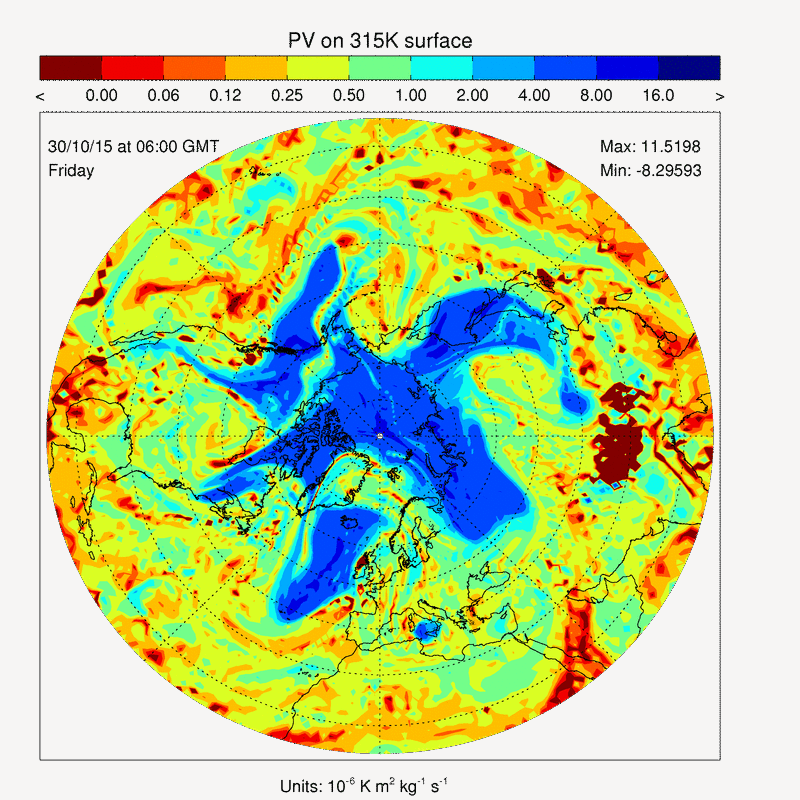 PV on 315K surface
< 0.00 0.06 0.12 0.25 0.50 1.00 2.00 4.00 8.00 16.0 >
30/10/15 at 06:00 GMT Max: 11.5198
Friday Min: -8.29593
Units: 10⁻⁶ K m² kg⁻¹ s⁻¹